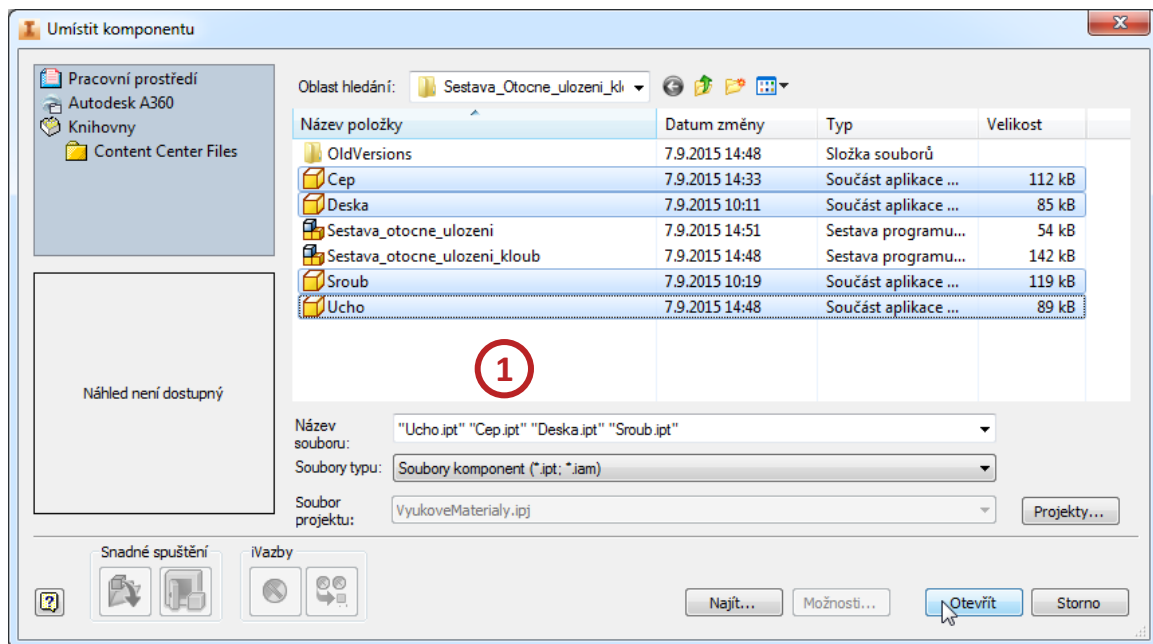 Umístit komponentu
Pracovní prostředí
Autodesk A360
Knihovny
Content Center Files
Oblast hledání: Sestava_Otocne_ulozeni_kl
Název položky Datum změny Typ Velikost
OldVersions 7.9.2015 14:48 Složka souborů
Cep 7.9.2015 14:33 Součást aplikace ... 112 kB
Deska 7.9.2015 10:11 Součást aplikace ... 85 kB
Sestava_otocne_ulozeni 7.9.2015 14:51 Sestava programu... 54 kB
Sestava_otocne_ulozeni_kloub 7.9.2015 14:48 Sestava programu... 142 kB
Sroub 7.9.2015 10:19 Součást aplikace ... 119 kB
Ucho 7.9.2015 14:48 Součást aplikace ... 89 kB
1
Náhled není dostupný
Název souboru: "Ucho.ipt" "Cep.ipt" "Deska.ipt" "Sroub.ipt"
Soubory typu: Soubory komponent (*.ipt; *.iam)
Soubor projektu: VyukoveMaterialy.ipj Projekty...
Snadné spuštění iVazby
Najít... Možnosti... Otevřít Storno